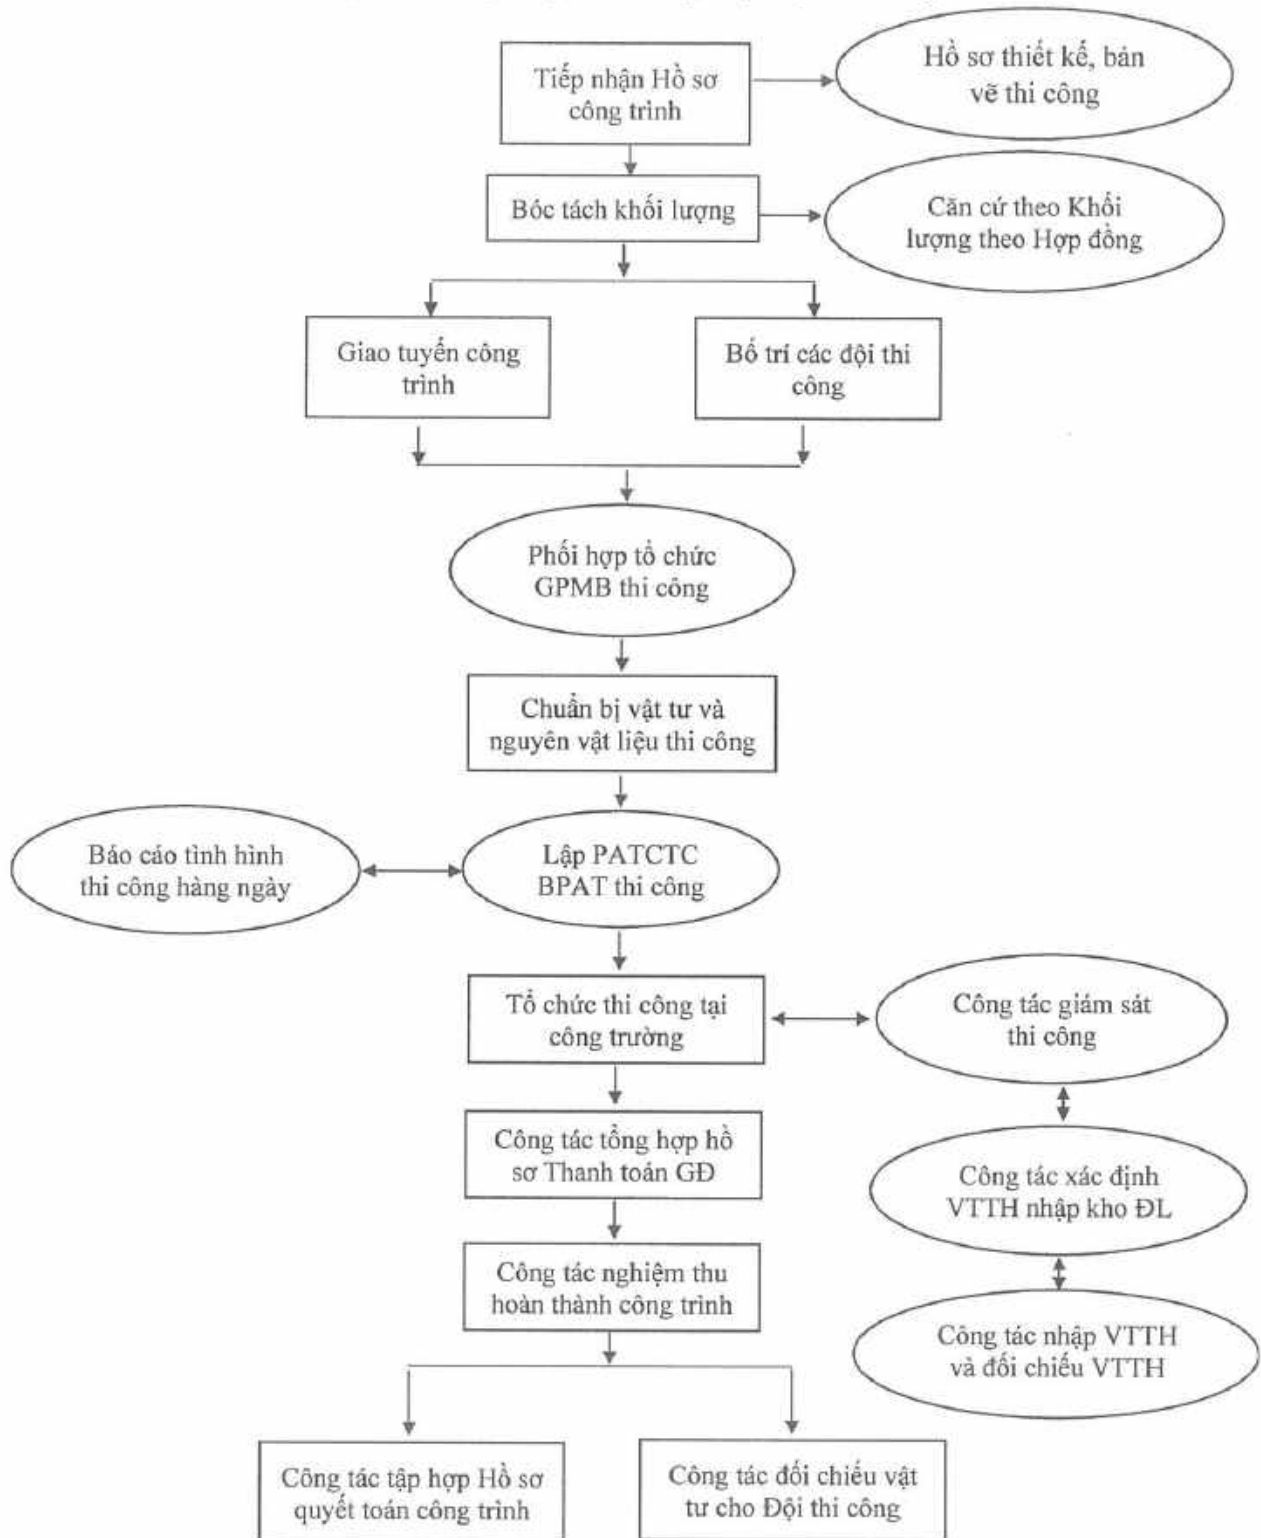 Tiếp nhận Hồ sơ
công trình
Hồ sơ thiết kế, bản
vẽ thi công
Bóc tách khối lượng
Căn cứ theo Khối
lượng theo Hợp đồng
Giao tuyến công
trình
Bố trí các đội thi
công
Phối hợp tổ chức
GPMB thi công
Chuẩn bị vật tư và
nguyên vật liệu thi công
Báo cáo tình hình
thi công hàng ngày
Lập PATCTC
BPAT thi công
Tổ chức thi công tại
công trường
Công tác giám sát
thi công
Công tác tổng hợp hồ
sơ Thanh toán GĐ
Công tác xác định
VTTH nhập kho ĐL
Công tác nghiệm thu
hoàn thành công trình
Công tác nhập VTTH
và đối chiếu VTTH
Công tác tập hợp Hồ sơ
quyết toán công trình
Công tác đối chiếu vật
tư cho Đội thi công